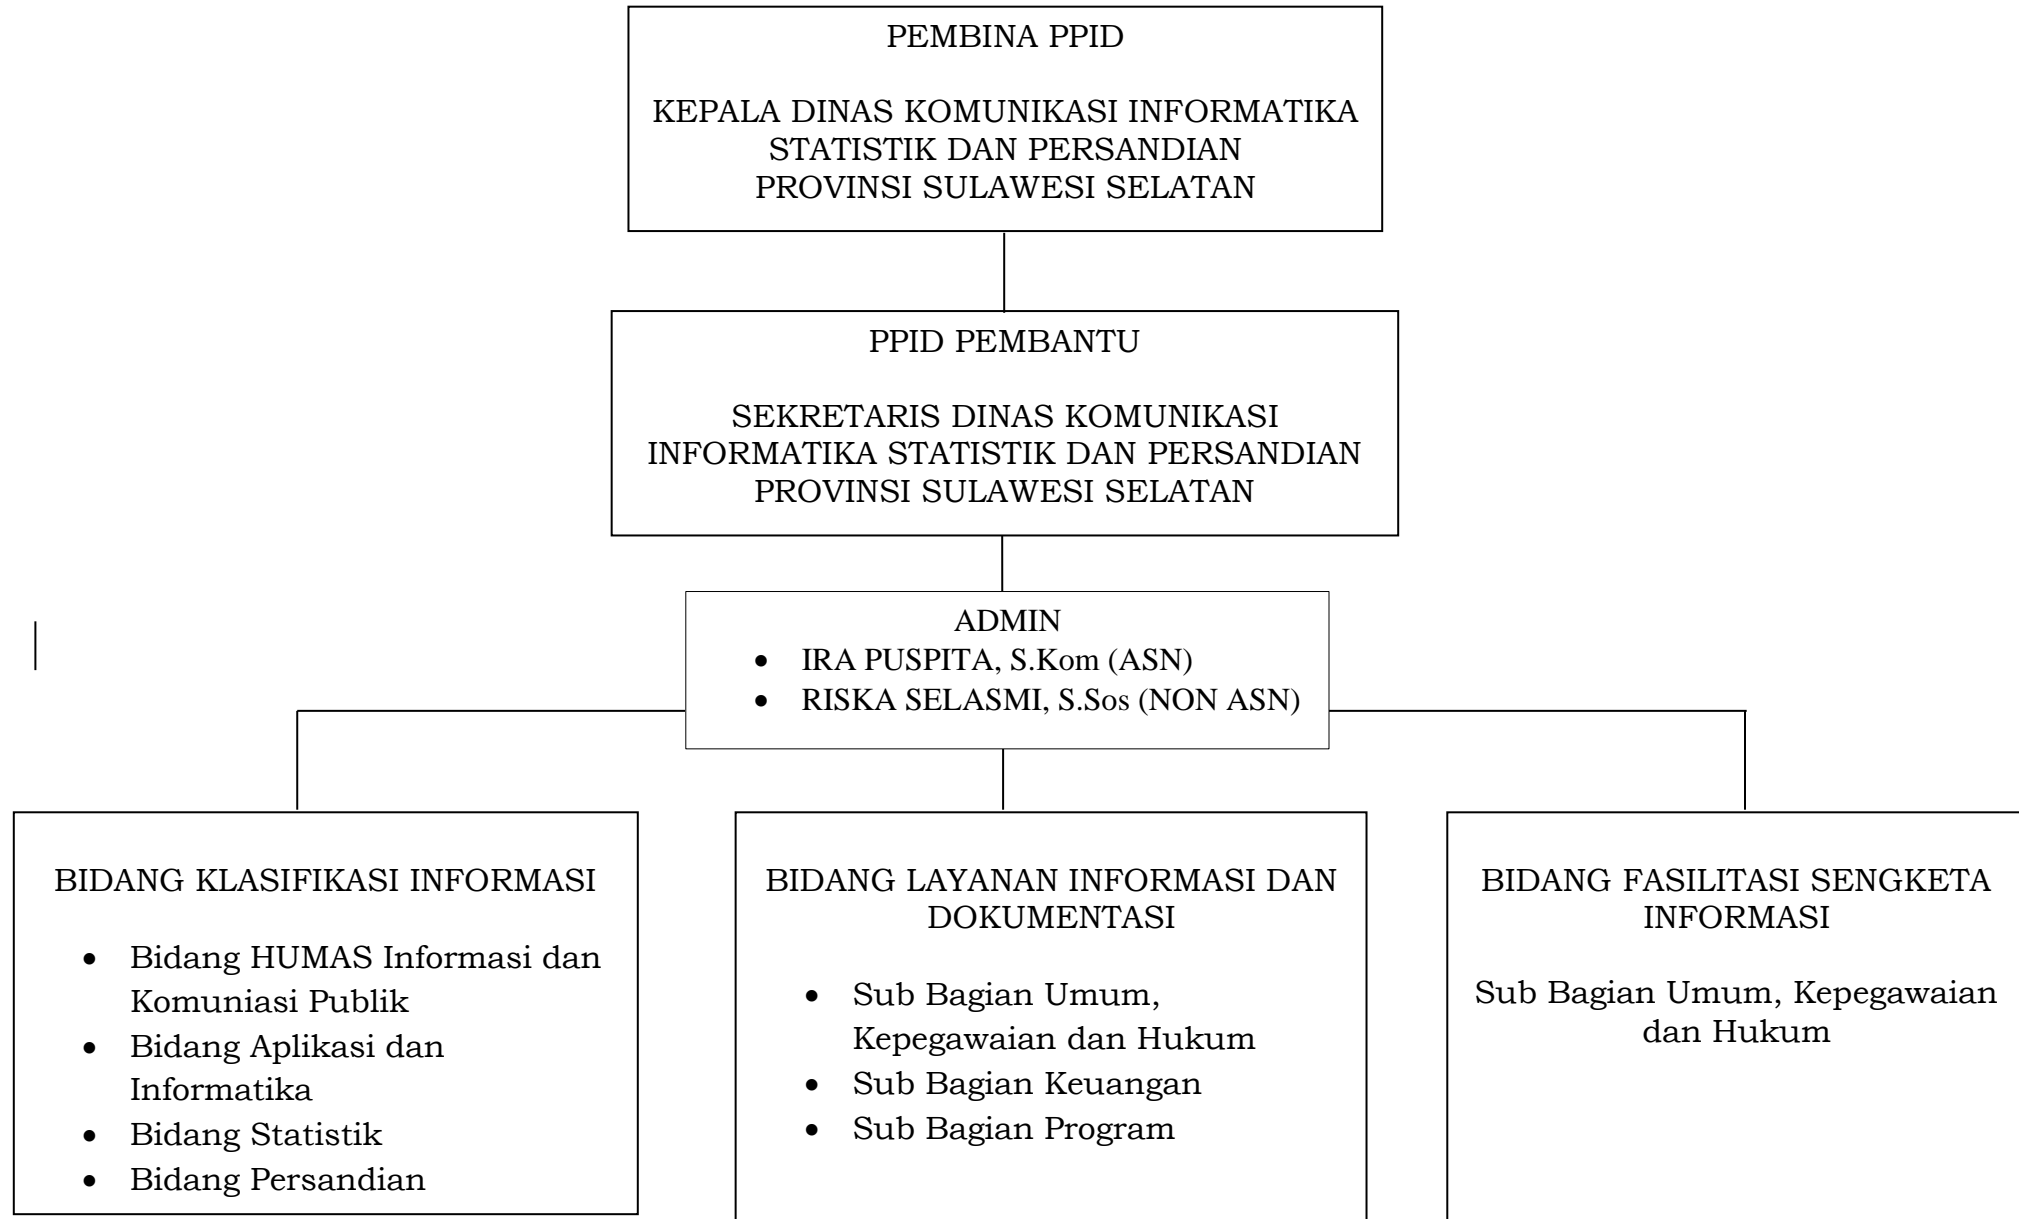 PEMBINA PPID
KEPALA DINAS KOMUNIKASI INFORMATIKA
STATISTIK DAN PERSANDIAN
PROVINSI SULAWESI SELATAN
PPID PEMBANTU
SEKRETARIS DINAS KOMUNIKASI
INFORMATIKA STATISTIK DAN PERSANDIAN
PROVINSI SULAWESI SELATAN
ADMIN
• IRA PUSPITA, S.Kom (ASN)
• RISKA SELASMI, S.Sos (NON ASN)
BIDANG KLASIFIKASI INFORMASI
• Bidang HUMAS Informasi dan
Komuniasi Publik
• Bidang Aplikasi dan
Informatika
• Bidang Statistik
• Bidang Persandian
BIDANG LAYANAN INFORMASI DAN
DOKUMENTASI
• Sub Bagian Umum,
Kepegawaian dan Hukum
• Sub Bagian Keuangan
• Sub Bagian Program
BIDANG FASILITASI SENGKETA
INFORMASI
Sub Bagian Umum, Kepegawaian
dan Hukum